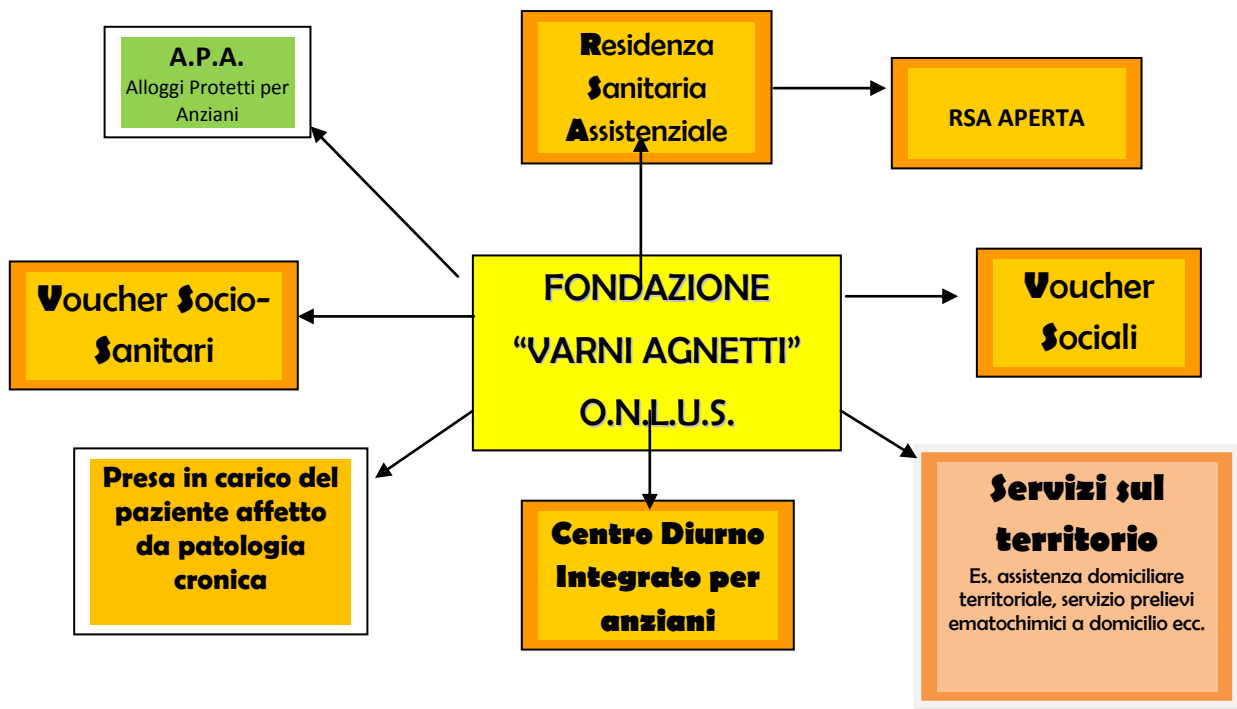 A.P.A.
Alloggi Protetti per
Anziani
Residenza
Sanitaria
Assistenziale
RSA APERTA
Voucher Socio-
Sanitari
FONDAZIONE
“VARNI AGNETTI”
O.N.L.U.S.
Voucher
Sociali
Presa in carico del
paziente affetto
da patologia
cronica
Centro Diurno
Integrato per
anziani
Servizi sul
territorio
Es. assistenza domiciliare
territoriale, servizio prelievi
ematochimici a domicilio ecc.